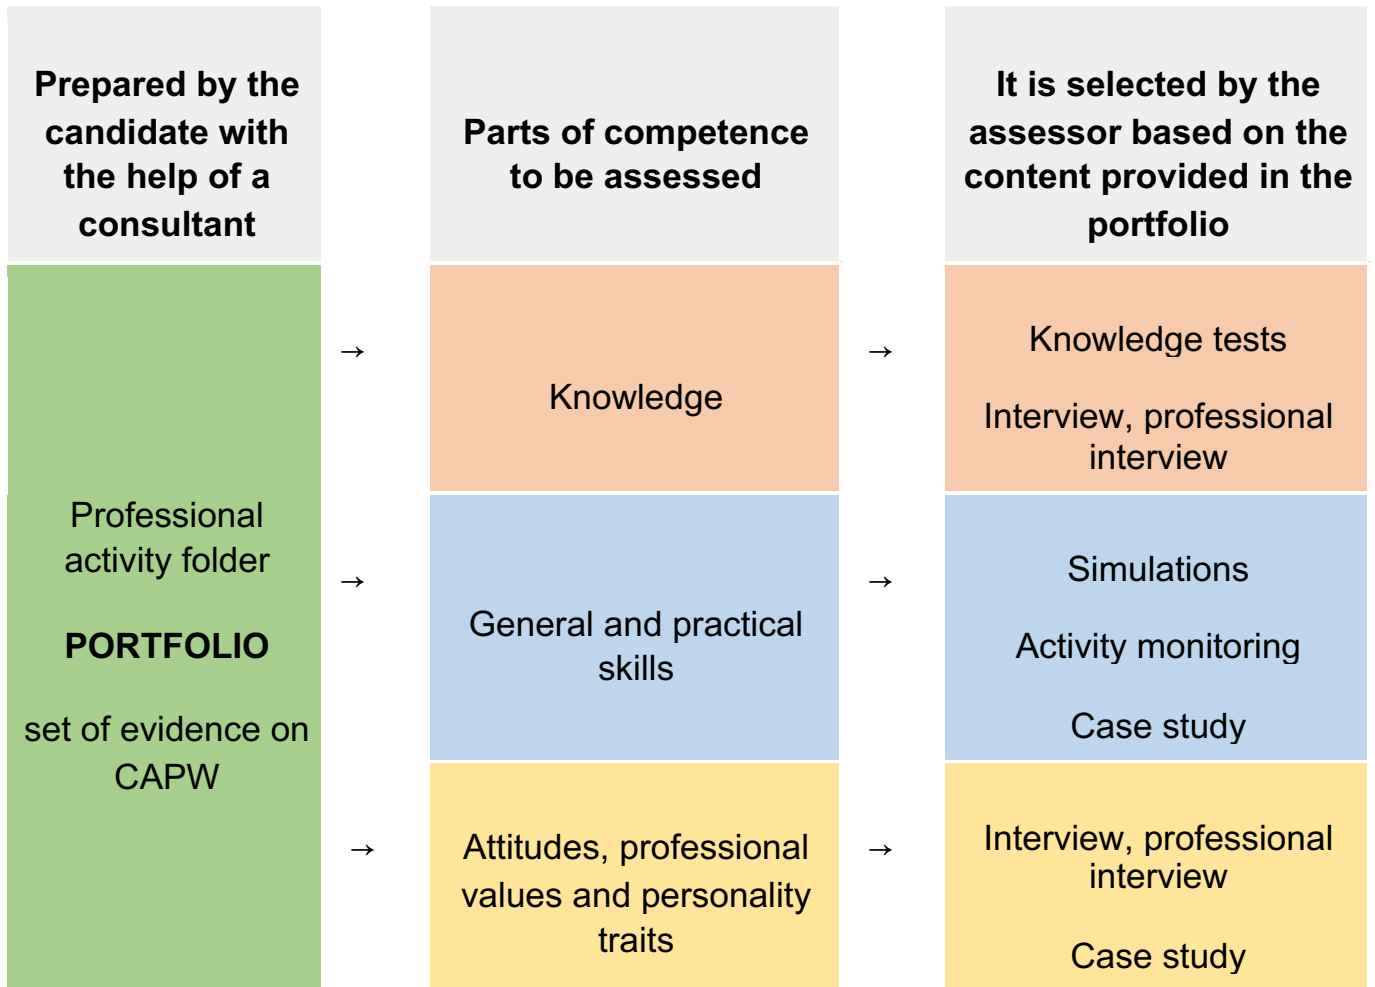 Prepared by the
candidate with
the help of a
consultant
Parts of competence
to be assessed
It is selected by the
assessor based on the
content provided in the
portfolio
Professional
activity folder
PORTFOLIO
set of evidence on
CAPW
→
Knowledge
→
Knowledge tests
Interview, professional
interview
→
General and practical
skills
→
Simulations
Activity monitoring
Case study
→
Attitudes, professional
values and personality
traits
→
Interview, professional
interview
Case study